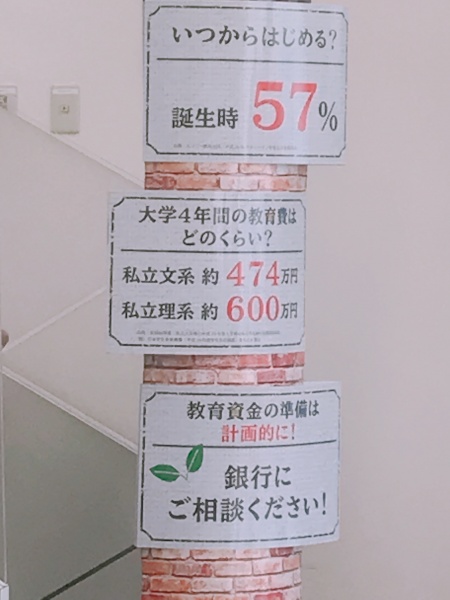 いつからはじめる?
誕生時 57%
大学4年間の教育費は
どのくらい?
私立文系 約 474万円
私立理系 約 600万円
教育資金の準備は
計画的に!
銀行に
ご相談ください!